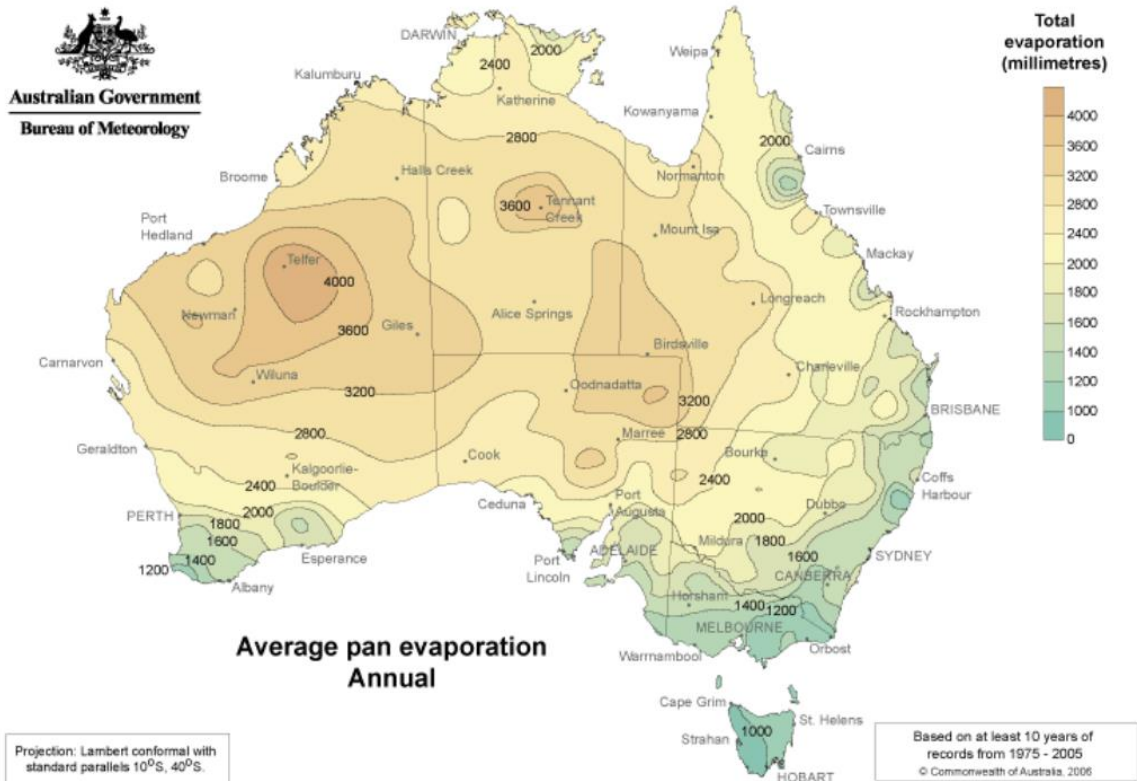 Australian Government
Bureau of Meteorology
Total
evaporation
(millimetres)
4000
3600
3200
2800
2400
2000
1800
1600
1400
1200
1000
0
DARWIN
2000
2400
Weipa
Kalumburu
Katherine
Kowanyama
2800
2000
Cairns
Halls Creek
Normanton
Broome
3600
Tennant
Creek
Townsville
Port
Hedland
Mount Isa
Mackay
Telfer
4000
Longreach
Newman
Alice Springs
Rockhampton
3600
Giles
Birdsville
Carnarvon
Charleville
Wiluna
3200
Oodnadatta
3200
BRISBANE
2800
Marree
2800
Geraldton
Cook
Bourke
Kalgoorlie-
Boulder
2400
Coffs
Harbour
2400
Ceduna
Port
Augusta
Dubbo
PERTH
2000
1800
2000
1600
Mildura
1800
Esperance
ADELAIDE
1600
SYDNEY
1400
Port
Lincoln
1200
CANBERRA
Albany
Horsham
1400
1200
MELBOURNE
Orbost
Warrnambool
Average pan evaporation
Annual
Cape Grim
St. Helens
1000
Strahan
HOBART
Projection: Lambert conformal with
standard parallels 10°S, 40°S.
Based on at least 10 years of
records from 1975 - 2005
© Commonwealth of Australia, 2006